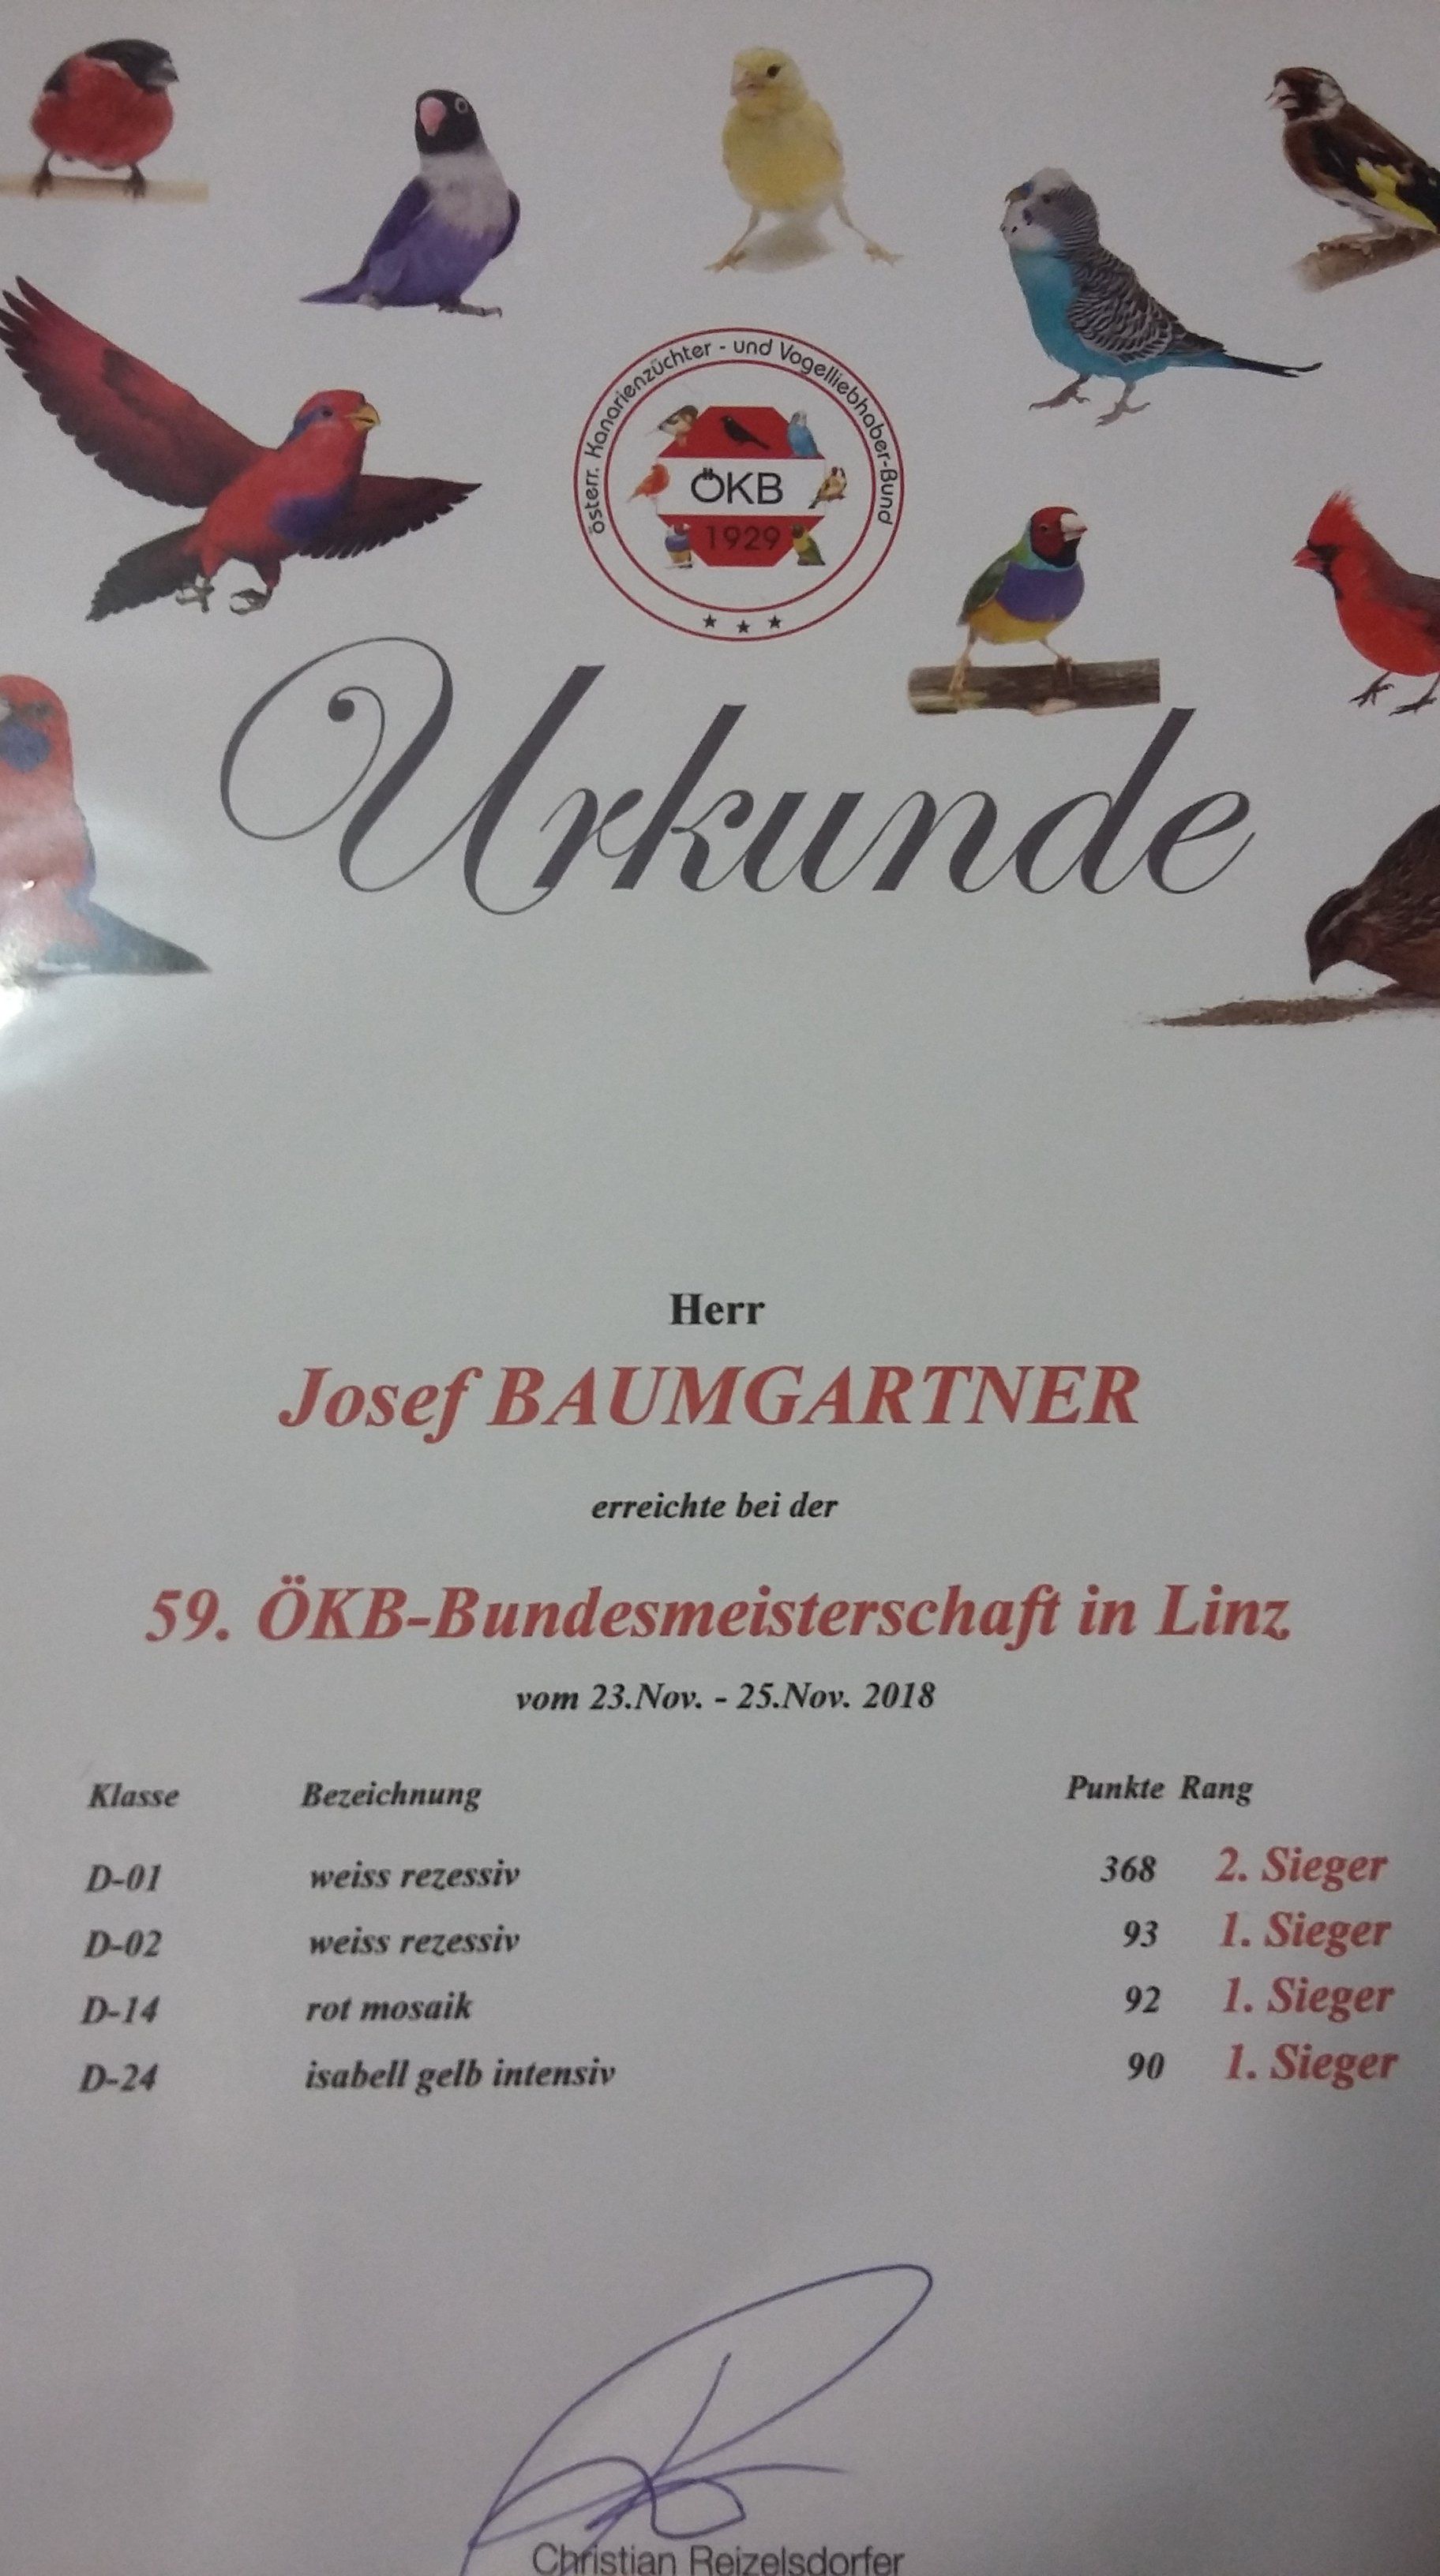 österr. Kanarienzüchter - und Vogelliebhaber-Bund
ÖKB
1929
Urkunde
Herr
Josef BAUMGARTNER
erreichte bei der
59. ÖKB-Bundesmeisterschaft in Linz
vom 23.Nov. - 25.Nov. 2018
Klasse Bezeichnung Punkte Rang
D-01 weiss rezessiv 368 2. Sieger
D-02 weiss rezessiv 93 1. Sieger
D-14 rot mosaik 92 1. Sieger
D-24 isabell gelb intensiv 90 1. Sieger
Christian Reizelsdorfer